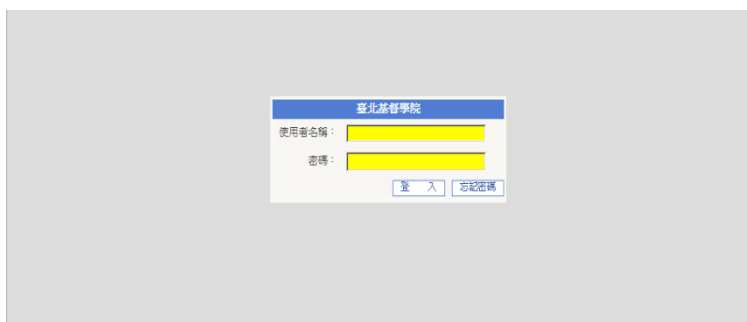 臺北基督學院
使用者名稱：
密碼：
登　入　忘記密碼